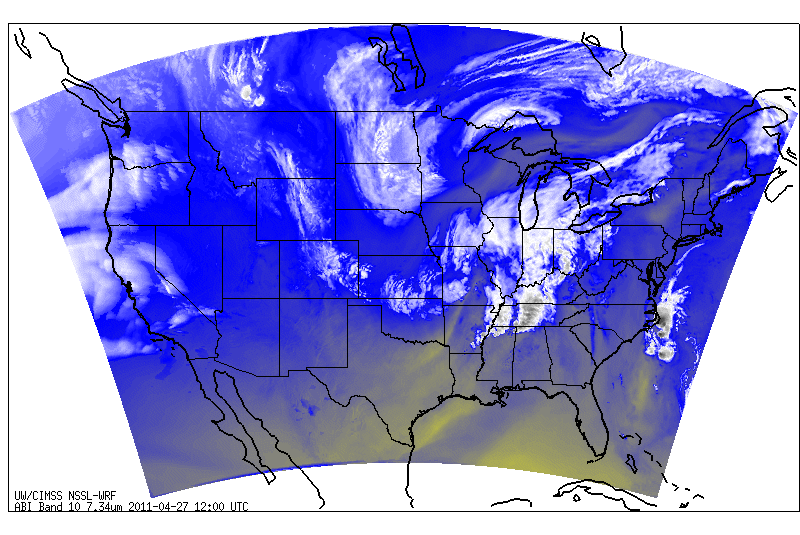 UW/CIMSS NSSL-WRF
ABI Band 10 7.34um 2011-04-27 12:00 UTC